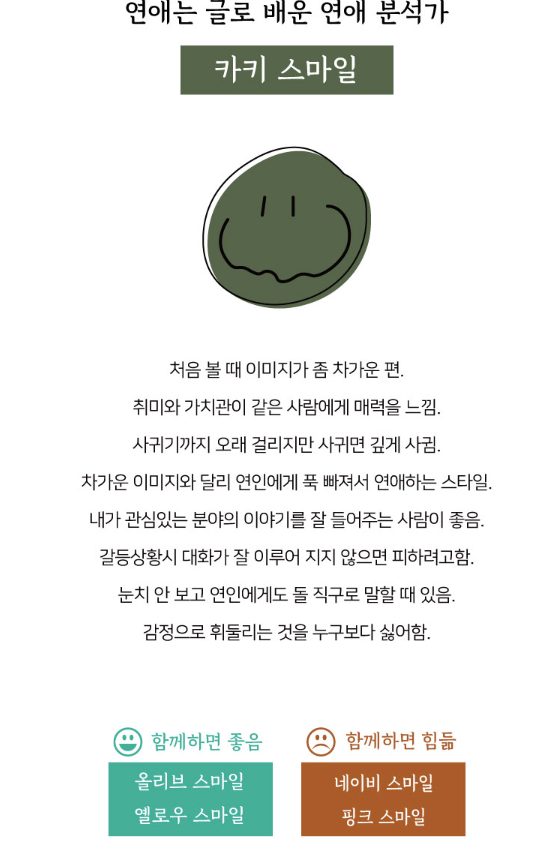 연애는 글로 배운 연애 분석가
카키 스마일
처음 볼 때 이미지가 좀 차가운 편.
취미와 가치관이 같은 사람에게 매력을 느낌.
사귀기까지 오래 걸리지만 사귀면 깊게 사귐.
차가운 이미지와 달리 연인에게 푹 빠져서 연애하는 스타일.
내가 관심있는 분야의 이야기를 잘 들어주는 사람이 좋음.
갈등상황시 대화가 잘 이루어 지지 않으면 피하려고함.
눈치 안 보고 연인에게도 돌 직구로 말할 때 있음.
감정으로 휘둘리는 것을 누구보다 싫어함.
함께하면 좋음
올리브 스마일
옐로우 스마일
함께하면 힘듦
네이비 스마일
핑크 스마일